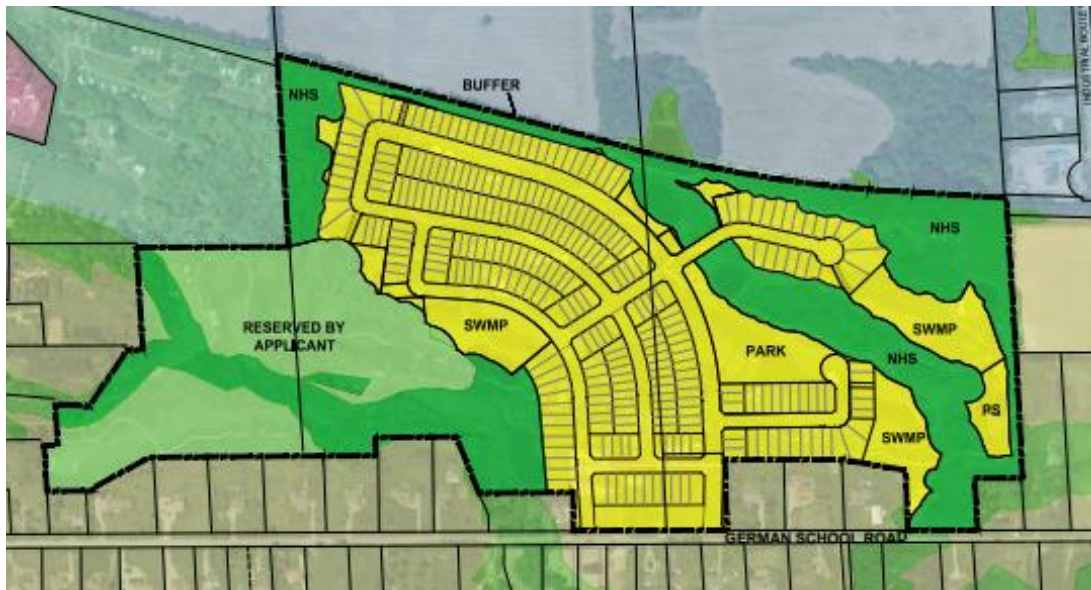 BUFFER
NHS
NHS
RESERVED BY
APPLICANT
SWMP
SWMP
PARK
NHS
PS
SWMP
GERMAN SCHOOL ROAD